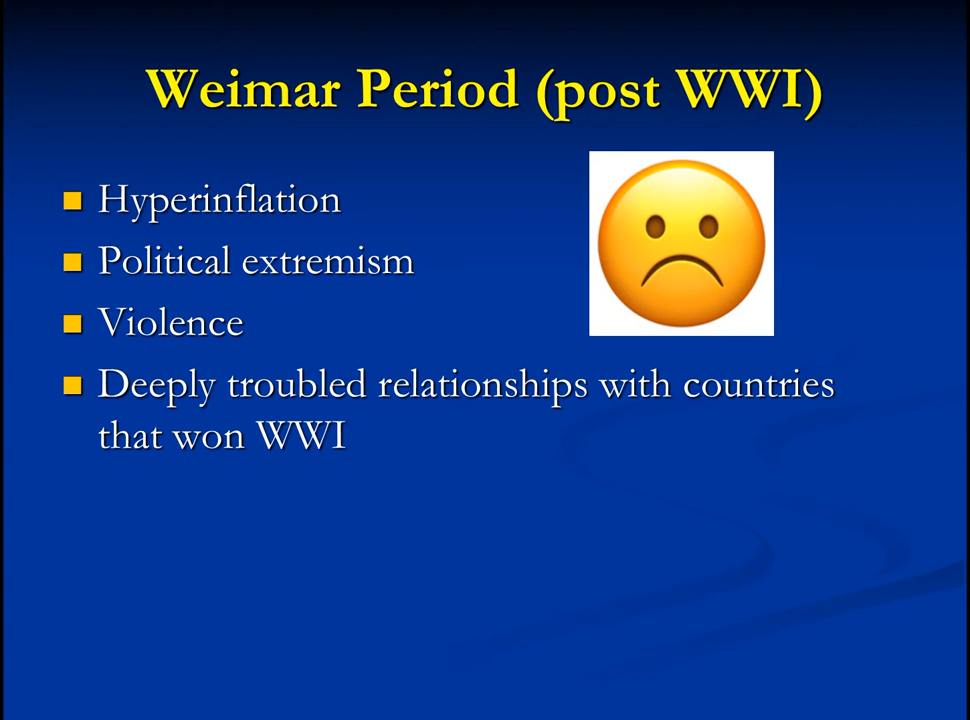 Weimar Period (post WWI)
Hyperinflation
Political extremism
Violence
Deeply troubled relationships with countries
that won WWI